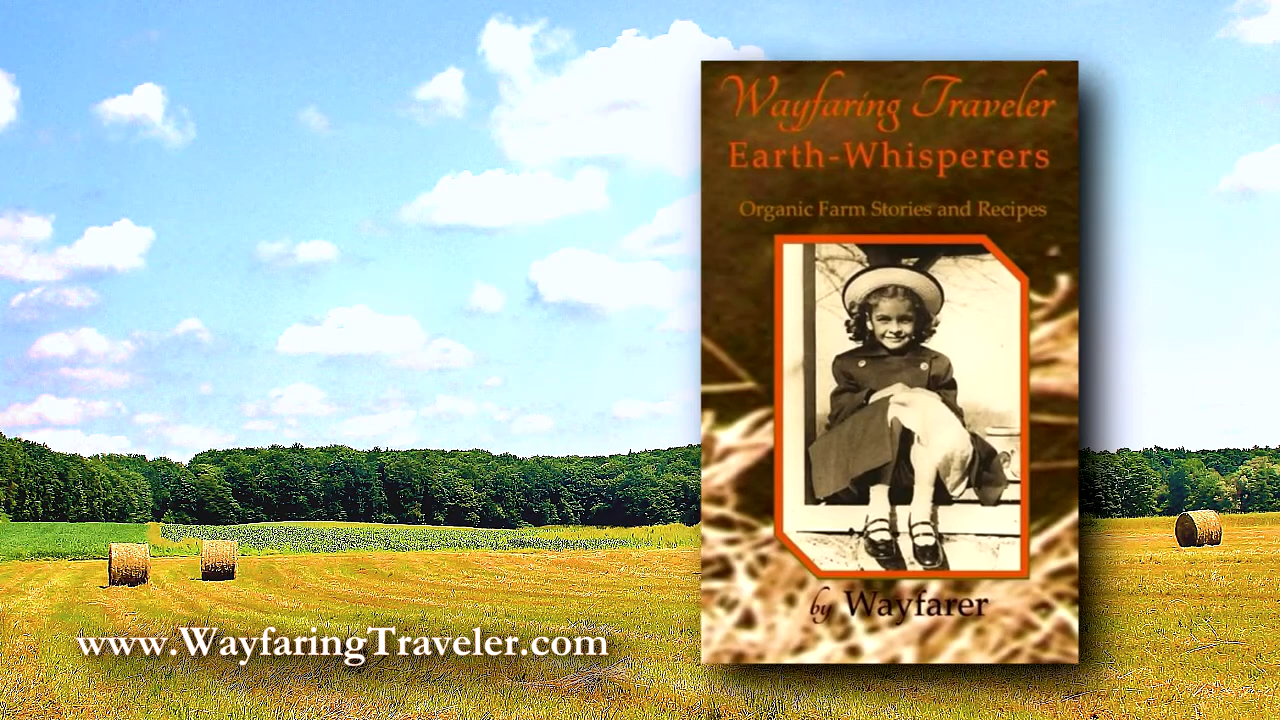 Wayfaring Traveler
Earth-Whisperers
Organic Farm Stories and Recipes
by Wayfarer
www.WayfaringTraveler.com